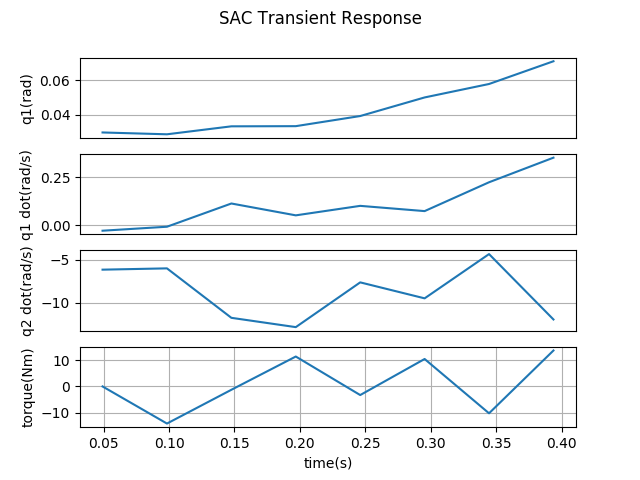 SAC Transient Response
0.06
0.04
q1(rad)
0.25
0.00
q1 dot(rad/s)
−5
−10
q2 dot(rad/s)
10
0
−10
torque(Nm)
0.05 0.10 0.15 0.20 0.25 0.30 0.35 0.40
time(s)